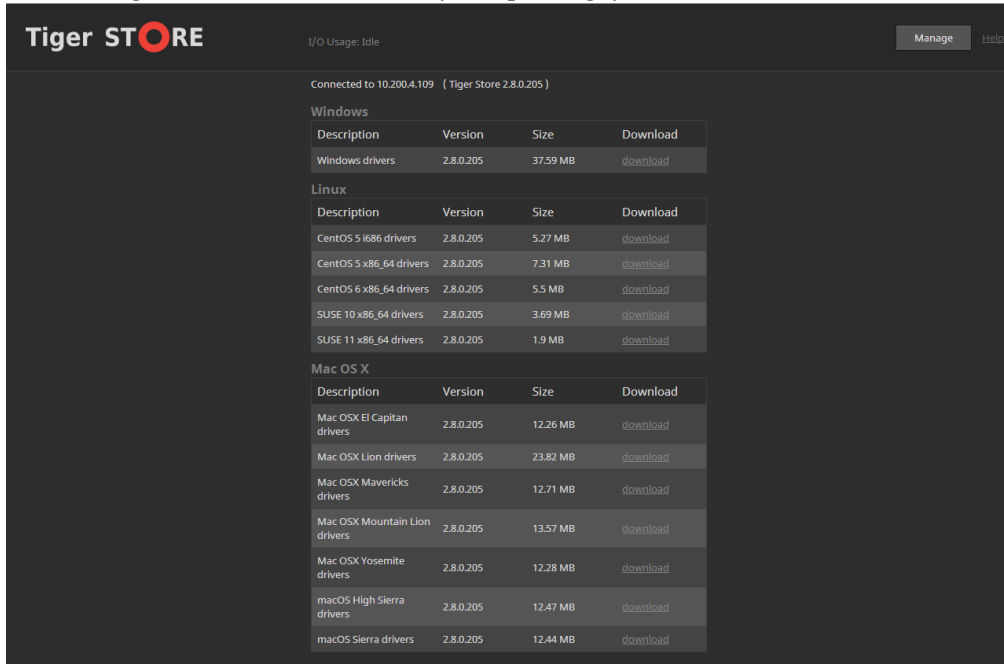 Tiger STORE
I/O Usage: Idle
Manage
Help
Connected to 10.200.4.109 ( Tiger Store 2.8.0.205 )
Windows
Description Version Size Download
Windows drivers 2.8.0.205 37.59 MB download
Linux
Description Version Size Download
CentOS 5 i686 drivers 2.8.0.205 5.27 MB download
CentOS 5 x86_64 drivers 2.8.0.205 7.31 MB download
CentOS 6 x86_64 drivers 2.8.0.205 5.5 MB download
SUSE 10 x86_64 drivers 2.8.0.205 3.69 MB download
SUSE 11 x86_64 drivers 2.8.0.205 1.9 MB download
Mac OS X
Description Version Size Download
Mac OSX El Capitan
drivers 2.8.0.205 12.26 MB download
Mac OSX Lion drivers 2.8.0.205 23.82 MB download
Mac OSX Mavericks
drivers 2.8.0.205 12.71 MB download
Mac OSX Mountain Lion
drivers 2.8.0.205 13.57 MB download
Mac OSX Yosemite
drivers 2.8.0.205 12.28 MB download
macOS High Sierra
drivers 2.8.0.205 12.47 MB download
macOS Sierra drivers 2.8.0.205 12.44 MB download